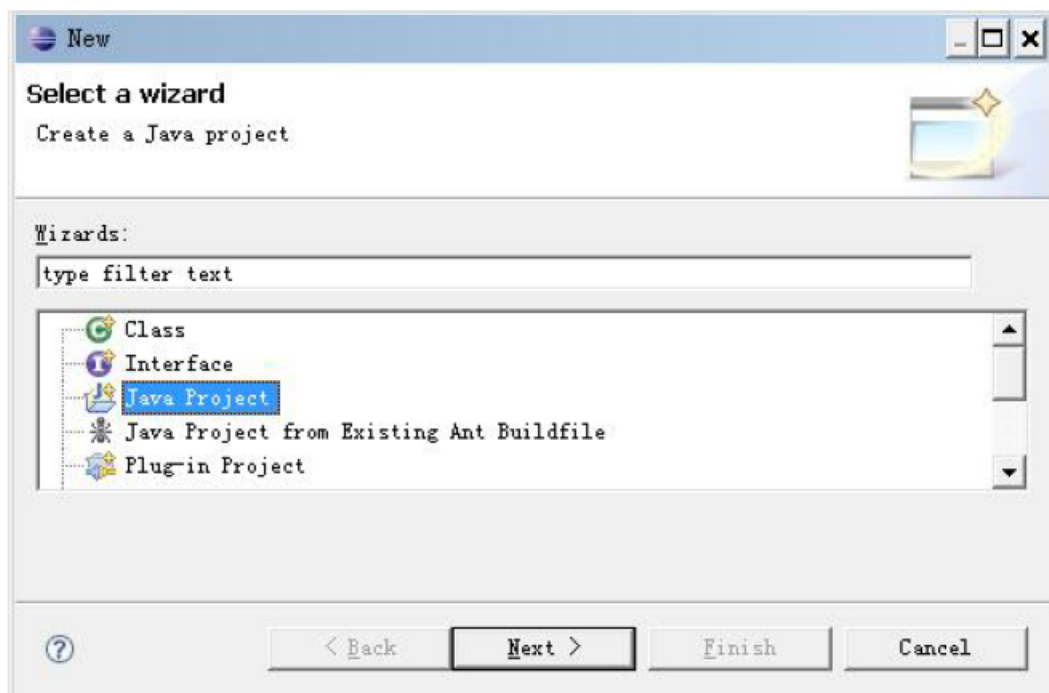 New
Select a wizard
Create a Java project
Wizards:
type filter text
Class
Interface
Java Project
Java Project from Existing Ant Buildfile
Plug-in Project
< Back
Next >
Finish
Cancel